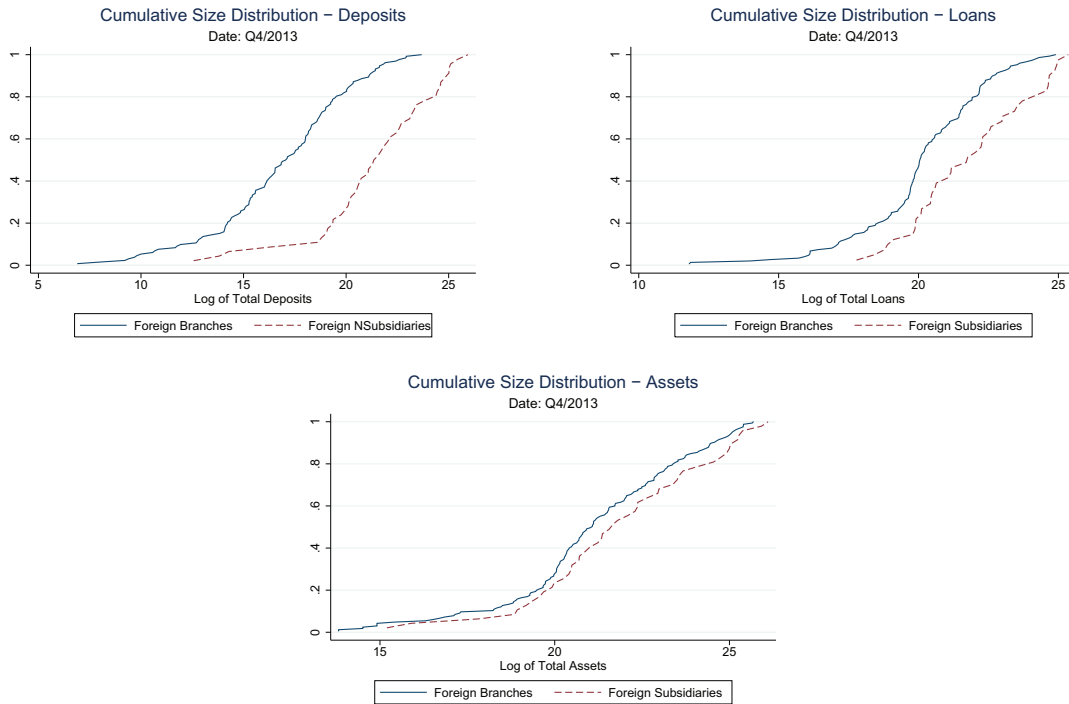 Cumulative Size Distribution − Deposits
Date: Q4/2013
1
.8
.6
.4
.2
0
5 10 15 20 25
Log of Total Deposits
Foreign Branches Foreign NSubsidiaries
Cumulative Size Distribution − Loans
Date: Q4/2013
1
.8
.6
.4
.2
0
10 15 20 25
Log of Total Loans
Foreign Branches Foreign Subsidiaries
Cumulative Size Distribution − Assets
Date: Q4/2013
1
.8
.6
.4
.2
0
15 20 25
Log of Total Assets
Foreign Branches Foreign Subsidiaries